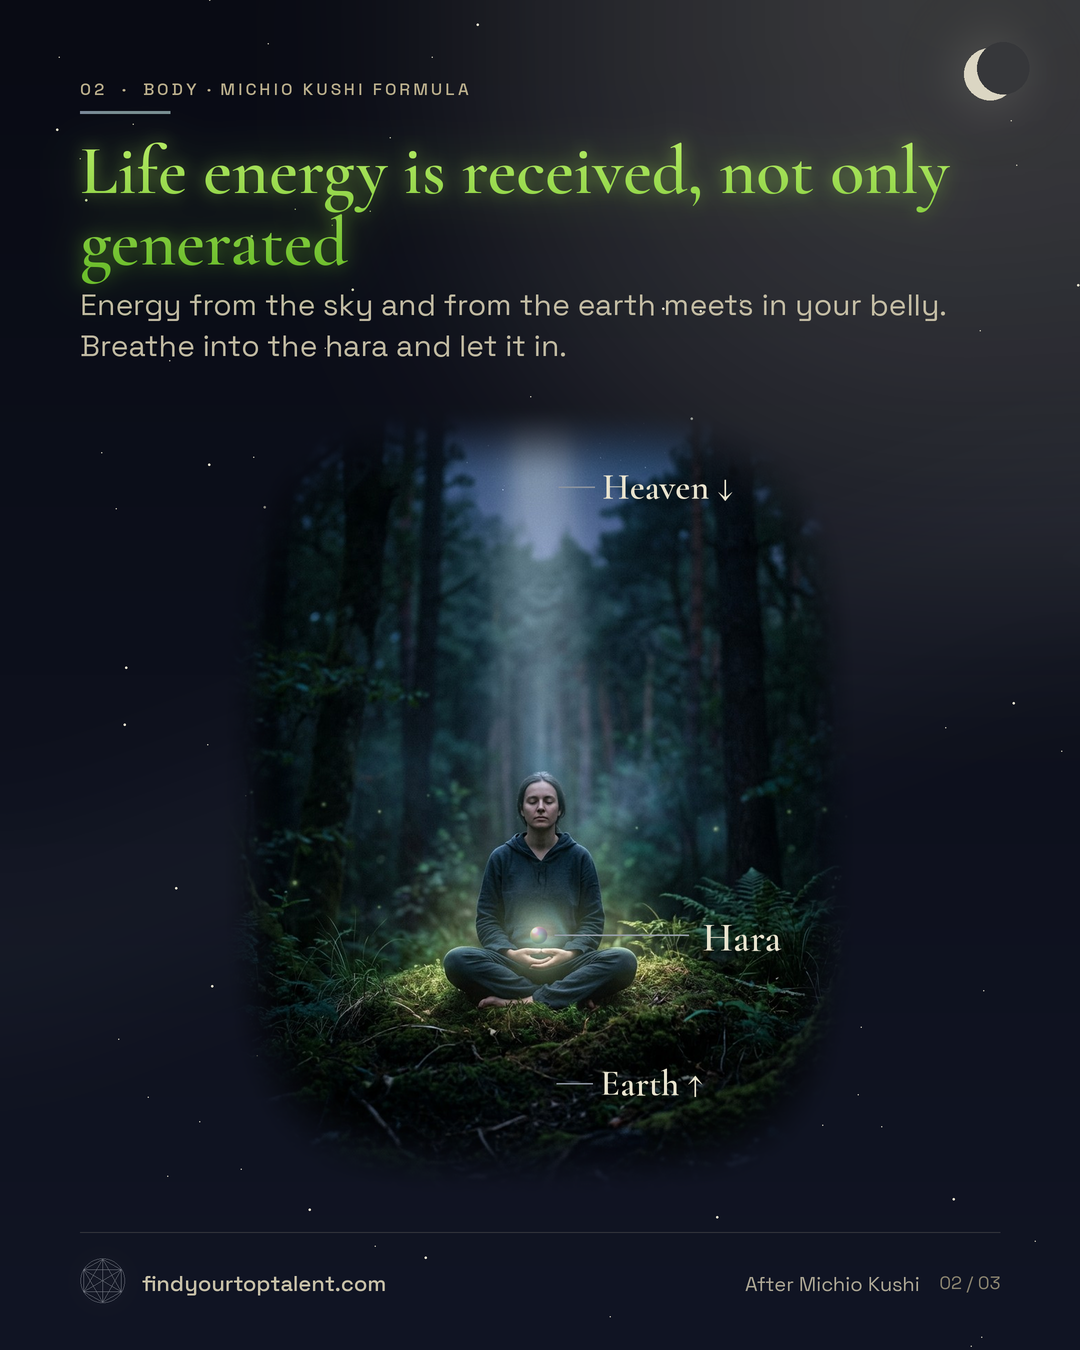 02 · BODY · MICHIO KUSHI FORMULA
Life energy is received, not only
generated
Energy from the sky and from the earth meets in your belly.
Breathe into the hara and let it in.
Heaven ↓
Hara
Earth ↑
findyourtoptalent.com
After Michio Kushi 02 / 03